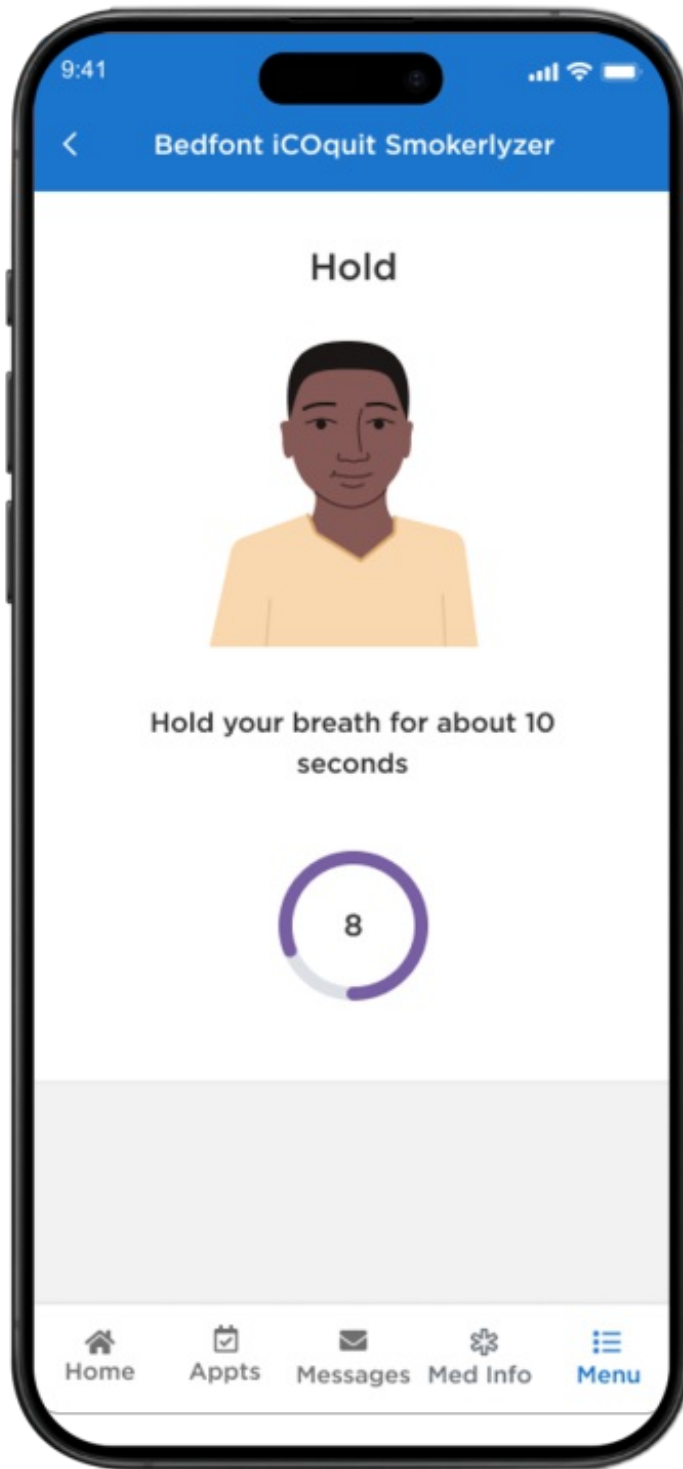 9:41
Bedfont iCOquit Smokerlyzer
Hold
Hold your breath for about 10
seconds
8
Home Appts Messages Med Info Menu